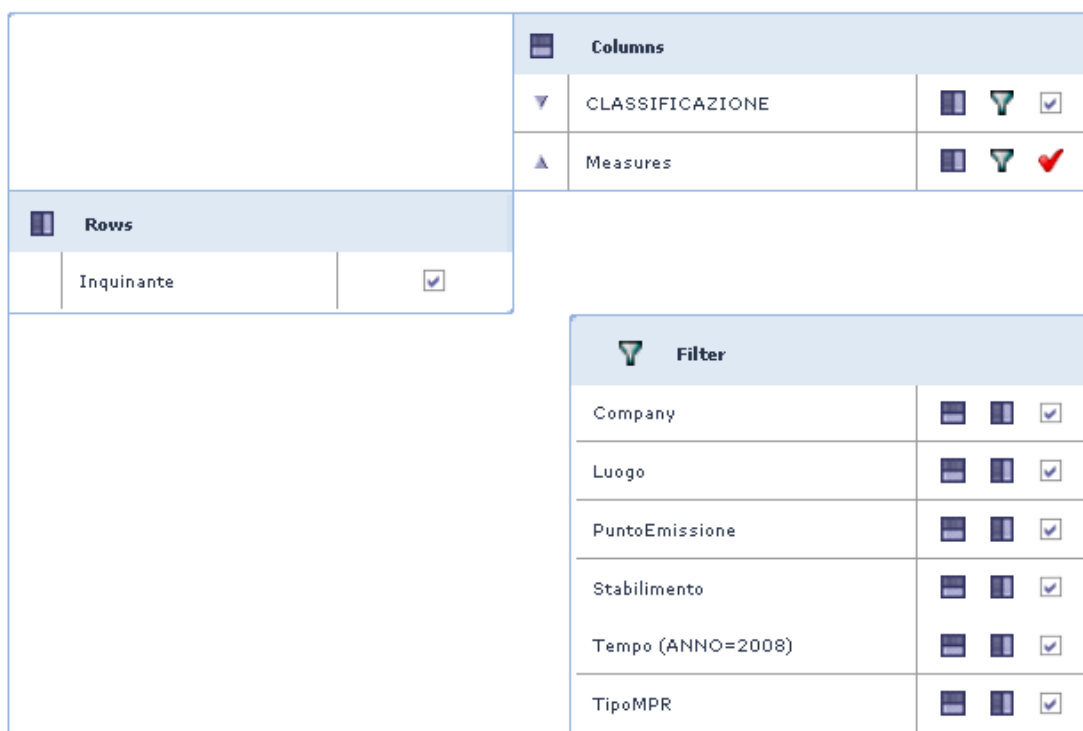 Columns
CLASSIFICAZIONE
Measures
Rows
Inquinante
Filter
Company
Luogo
PuntoEmissione
Stabilimento
Tempo (ANNO=2008)
TipoMPR